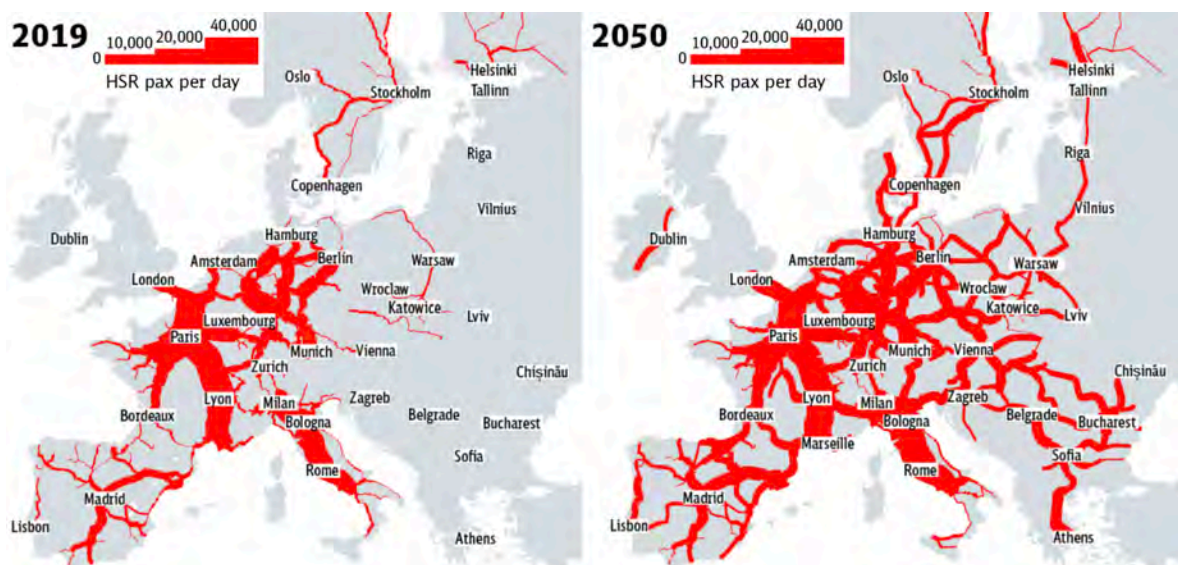 2019
0
10,000
20,000
40,000
HSR pax per day
Oslo
Stockholm
Helsinki
Tallinn
Riga
Copenhagen
Vilnius
Dublin
Hamburg
Amsterdam
Berlin
Warsaw
London
Wroclaw
Katowice
Luxembourg
Lviv
Paris
Munich
Vienna
Zurich
Chișinău
Lyon
Milan
Zagreb
Bordeaux
Bologna
Belgrade
Bucharest
Sofia
Rome
Madrid
Lisbon
Athens
2050
0
10,000
20,000
40,000
HSR pax per day
Oslo
Stockholm
Helsinki
Tallinn
Riga
Copenhagen
Vilnius
Dublin
Hamburg
Amsterdam
Berlin
Warsaw
London
Wroclaw
Katowice
Luxembourg
Lviv
Paris
Munich
Vienna
Zurich
Chișinău
Lyon
Milan
Zagreb
Bordeaux
Bologna
Belgrade
Bucharest
Marseille
Sofia
Rome
Madrid
Lisbon
Athens